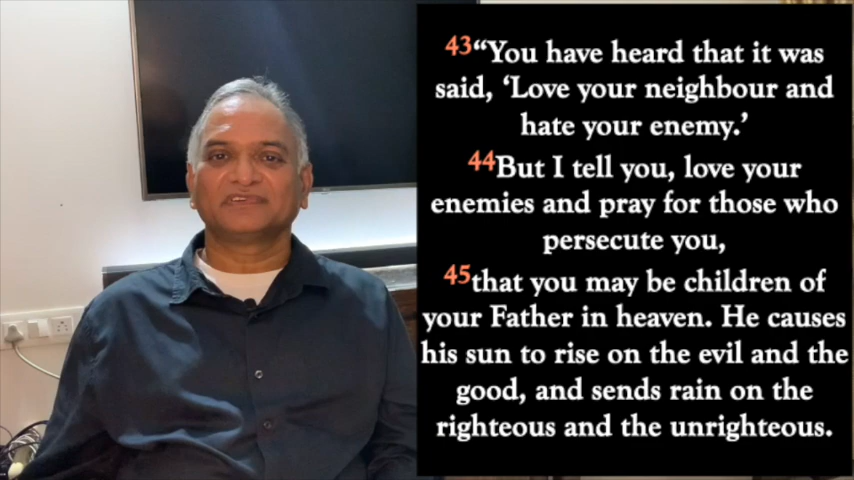 43“You have heard that it was
said, ‘Love your neighbour and
hate your enemy.’
44But I tell you, love your
enemies and pray for those who
persecute you,
45that you may be children of
your Father in heaven. He causes
his sun to rise on the evil and the
good, and sends rain on the
righteous and the unrighteous.